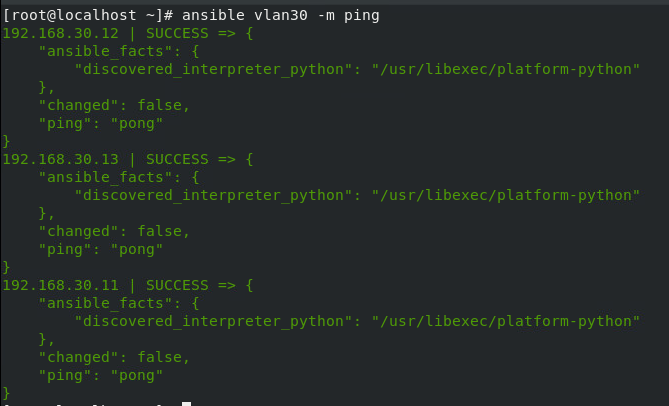 [root@localhost ~]# ansible vlan30 -m ping
192.168.30.12 | SUCCESS => {
    "ansible_facts": {
        "discovered_interpreter_python": "/usr/libexec/platform-python"
    },
    "changed": false,
    "ping": "pong"
}
192.168.30.13 | SUCCESS => {
    "ansible_facts": {
        "discovered_interpreter_python": "/usr/libexec/platform-python"
    },
    "changed": false,
    "ping": "pong"
}
192.168.30.11 | SUCCESS => {
    "ansible_facts": {
        "discovered_interpreter_python": "/usr/libexec/platform-python"
    },
    "changed": false,
    "ping": "pong"
}